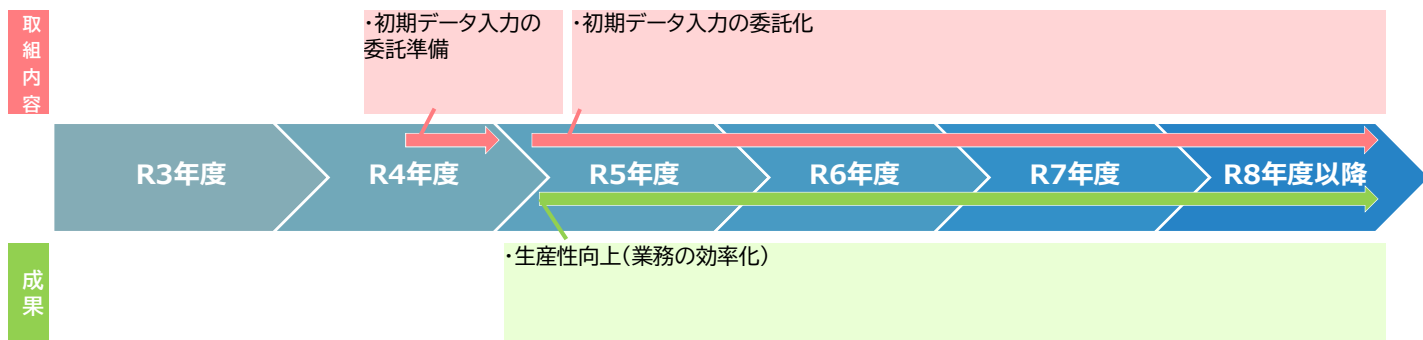 取組内容
・初期データ入力の
委託準備
・初期データ入力の委託化
R3年度
R4年度
R5年度
R6年度
R7年度
R8年度以降
成果
・生産性向上（業務の効率化）